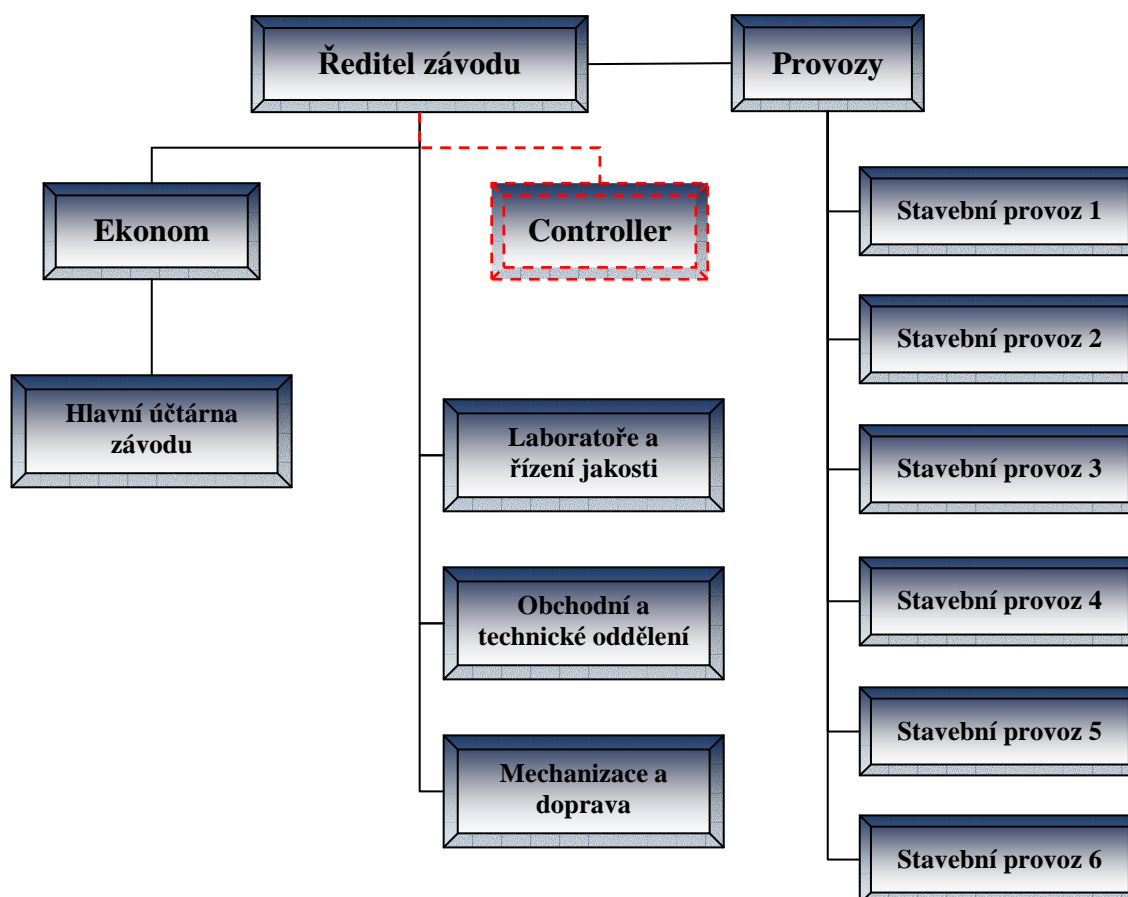 Ředitel závodu
Provozy
Ekonom
Controller
Hlavní účtárna
závodu
Laboratoře a
řízení jakosti
Obchodní a
technické oddělení
Mechanizace a
doprava
Stavební provoz 1
Stavební provoz 2
Stavební provoz 3
Stavební provoz 4
Stavební provoz 5
Stavební provoz 6